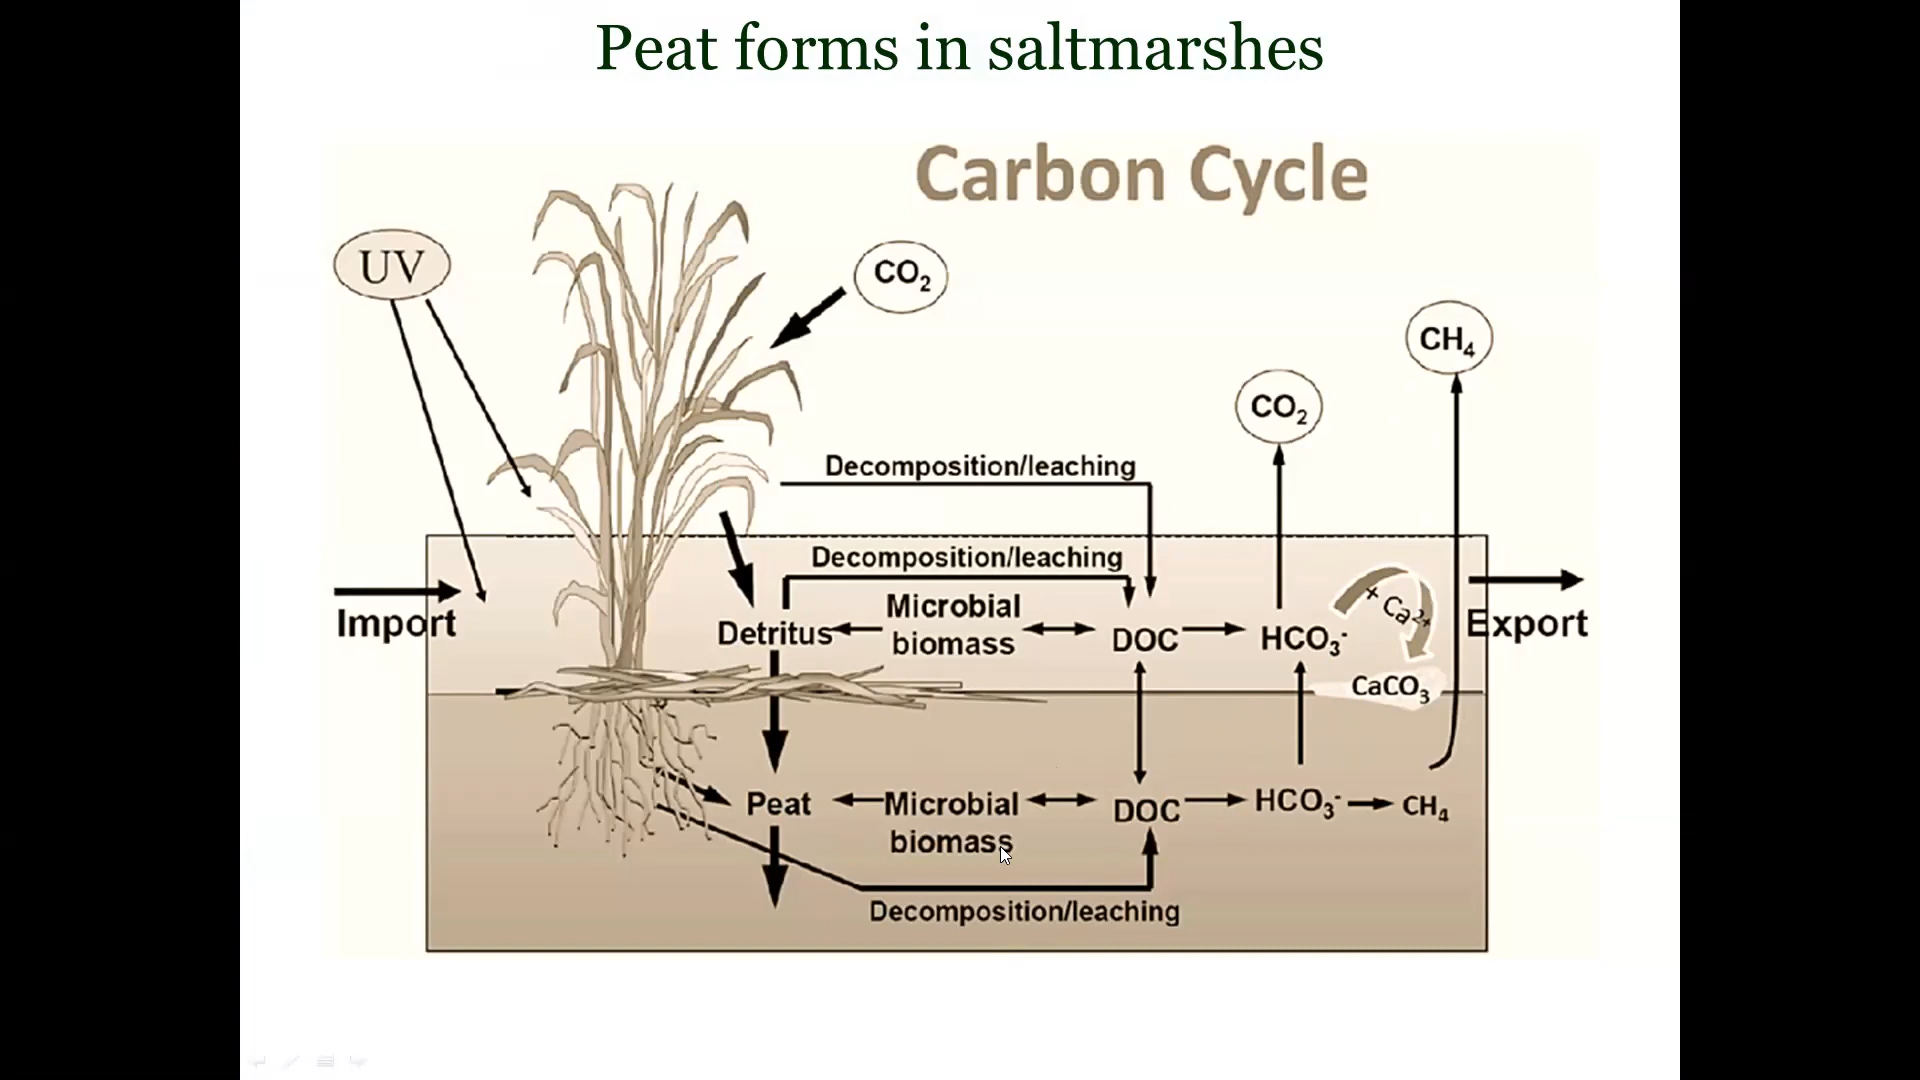 Peat forms in saltmarshes
Carbon Cycle
UV
CO₂
CH₄
CO₂
Decomposition/leaching
Decomposition/leaching
Import
Detritus
Microbial
biomass
DOC
HCO₃⁻
+ Ca²⁺
Export
CaCO₃
Peat
Microbial
biomass
DOC
HCO₃⁻
CH₄
Decomposition/leaching